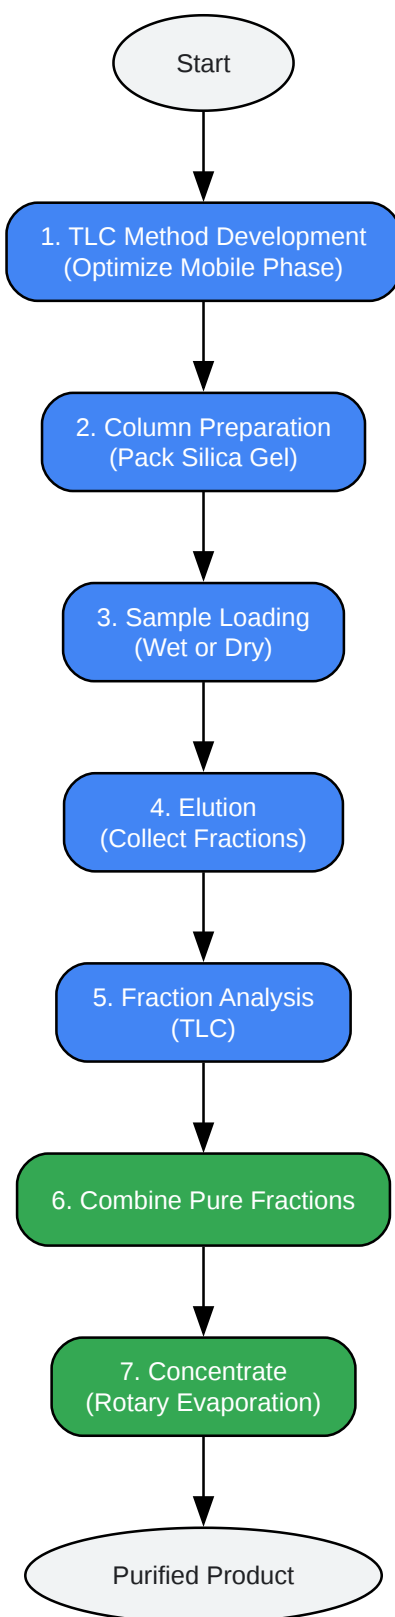 Start
1. TLC Method Development
(Optimize Mobile Phase)
2. Column Preparation
(Pack Silica Gel)
3. Sample Loading
(Wet or Dry)
4. Elution
(Collect Fractions)
5. Fraction Analysis
(TLC)
6. Combine Pure Fractions
7. Concentrate
(Rotary Evaporation)
Purified Product